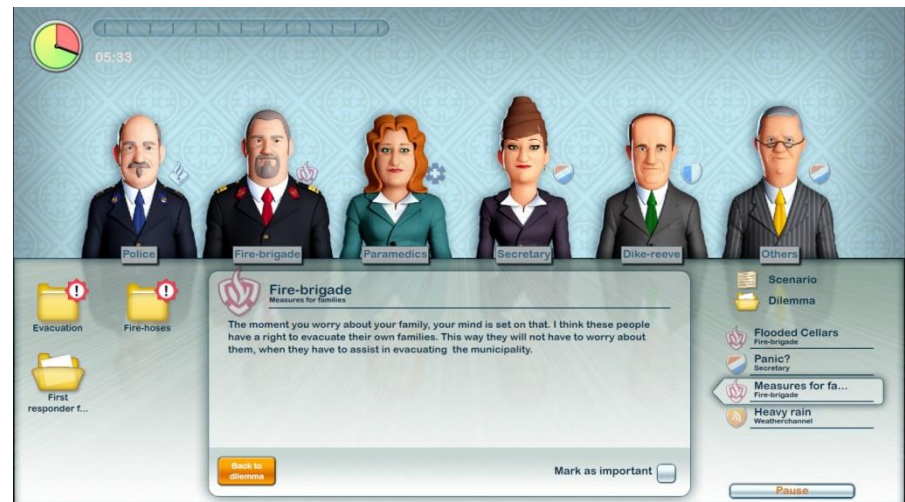 05:33
Police
Fire-brigade
Paramedics
Secretary
Dike-reeve
Others
!
!
Evacuation
Fire-hoses
First
responder f...
Fire-brigade
Measures for families
The moment you worry about your family, your mind is set on that. I think these people
have a right to evacuate their own families. This way they will not have to worry about
them, when they have to assist in evacuating the municipality.
Back to
dilemma
Mark as important
Scenario
Dilemma
Flooded Cellars
Fire-brigade
Panic?
Secretary
Measures for fa...
Fire-brigade
Heavy rain
Weatherchannel
Pause